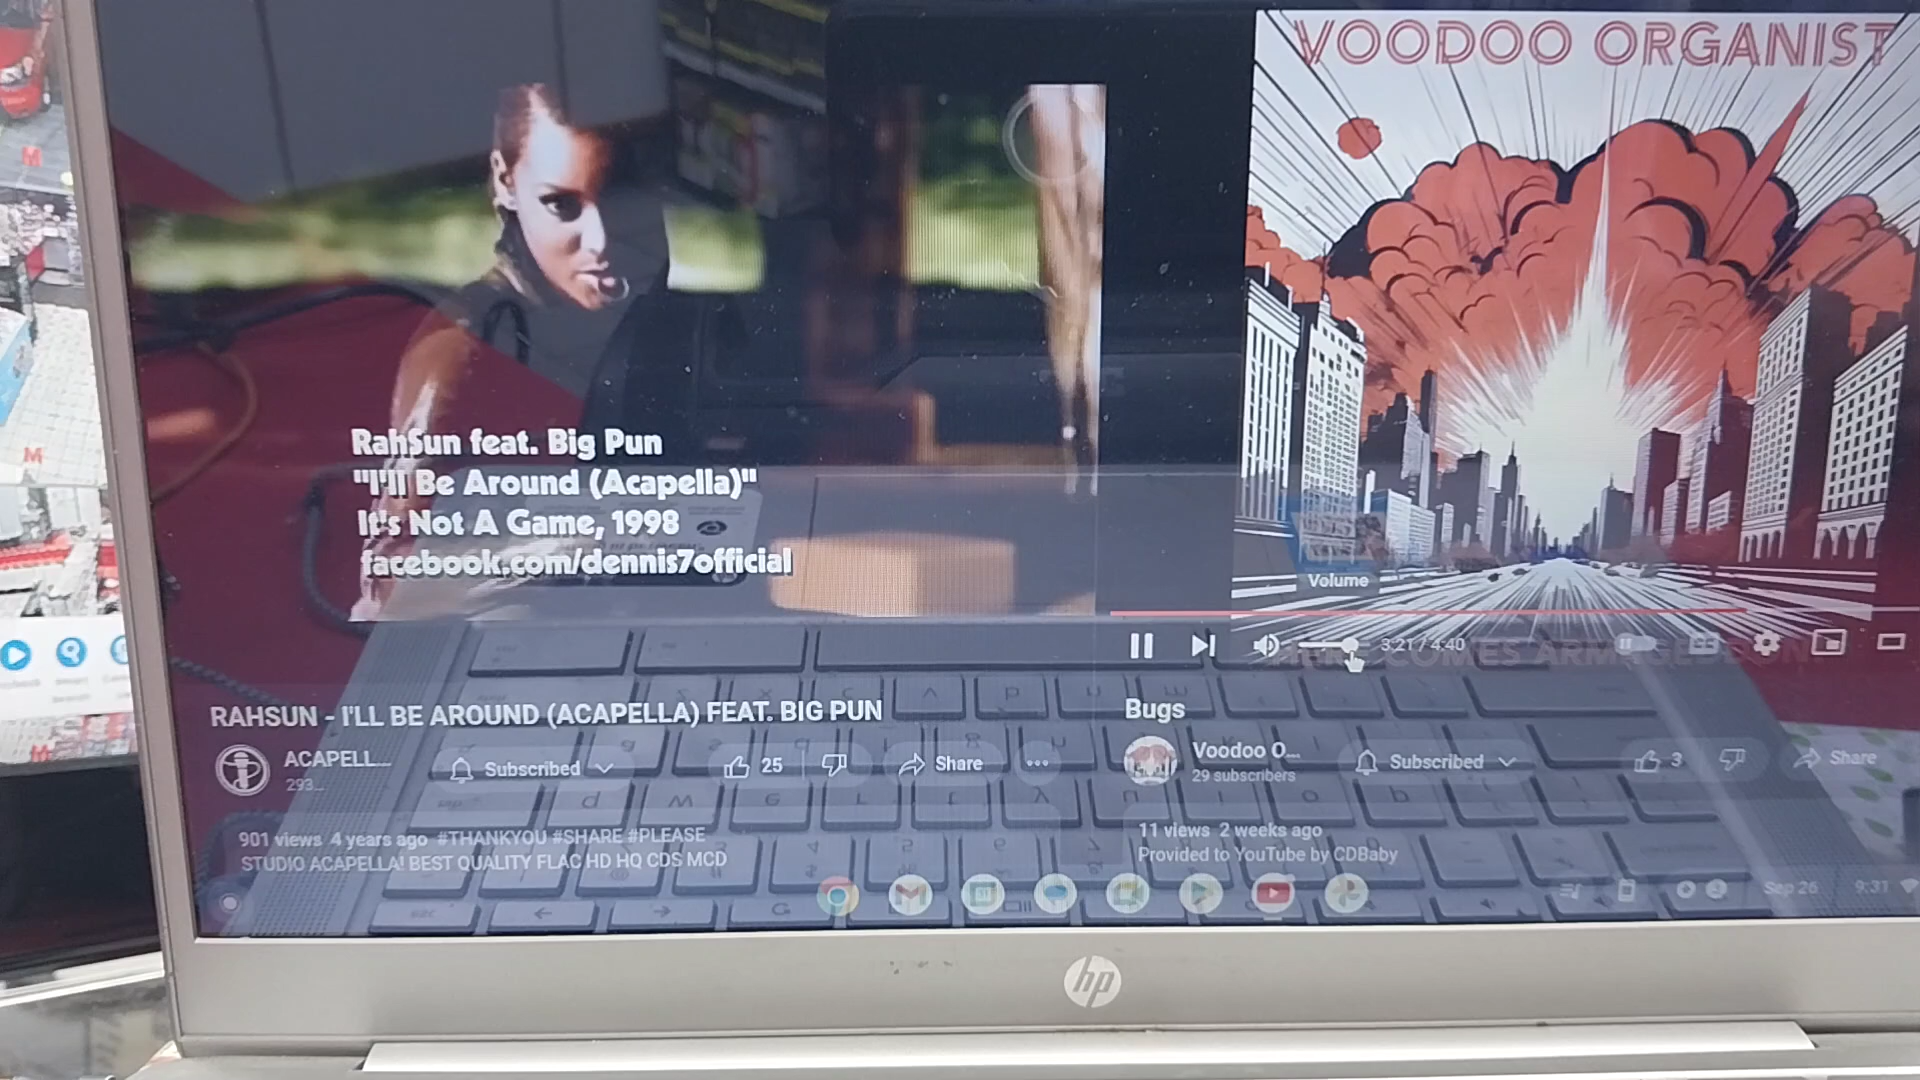 VOODOO ORGANIST
RahSun feat. Big Pun
"I'll Be Around (Acapella)"
It's Not A Game, 1998
facebook.com/dennis7official
Volume
3:21 / 4:40
COMES ARMAGEDDON
RAHSUN - I'LL BE AROUND (ACAPELLA) FEAT. BIG PUN
ACAPELL...
293...
Subscribed
25
Share
901 views 4 years ago #THANKYOU #SHARE #PLEASE
STUDIO ACAPELLA! BEST QUALITY FLAC HD HQ CDS MCD
Bugs
Voodoo O...
29 subscribers
Subscribed
3
Share
11 views 2 weeks ago
Provided to YouTube by CDBaby
Sep 26
9:31
hp